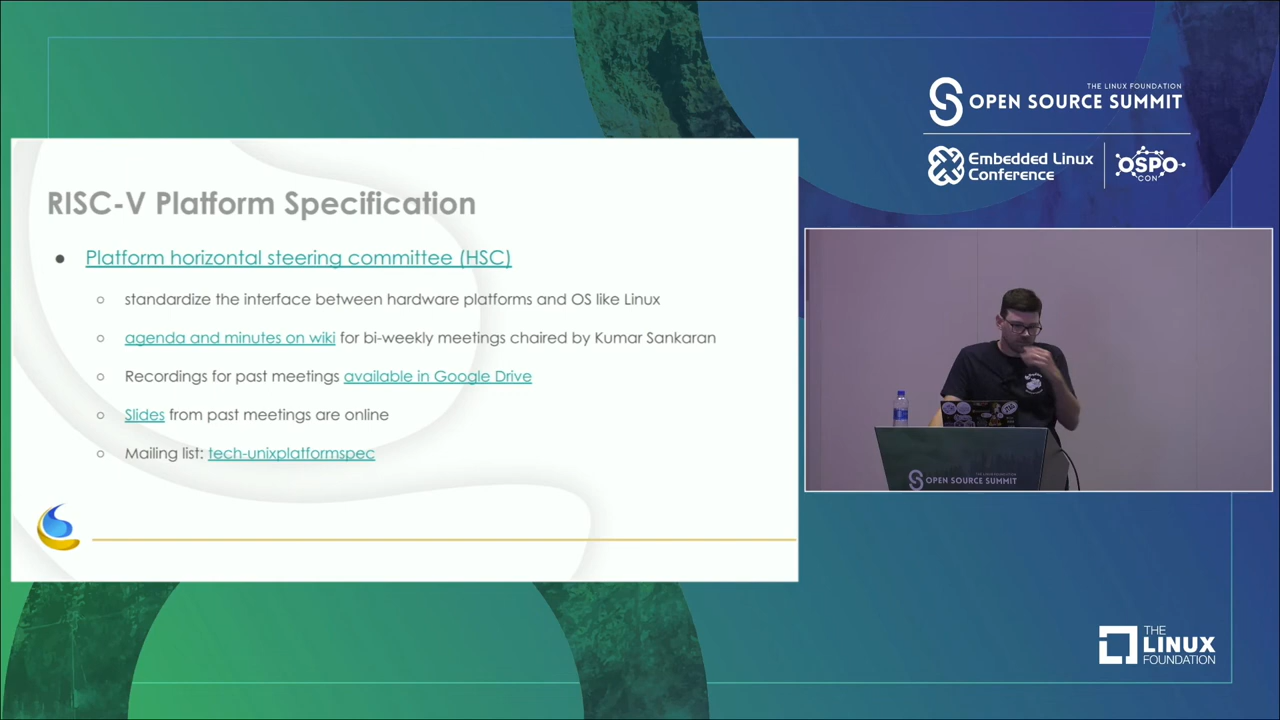 THE LINUX FOUNDATION
OPEN SOURCE SUMMIT
Embedded Linux
Conference
OSPO
CON
RISC-V Platform Specification
Platform horizontal steering committee (HSC)
standardize the interface between hardware platforms and OS like Linux
agenda and minutes on wiki for bi-weekly meetings chaired by Kumar Sankaran
Recordings for past meetings available in Google Drive
Slides from past meetings are online
Mailing list: tech-unixplatformspec
OPEN SOURCE SUMMIT
THE
LINUX
FOUNDATION